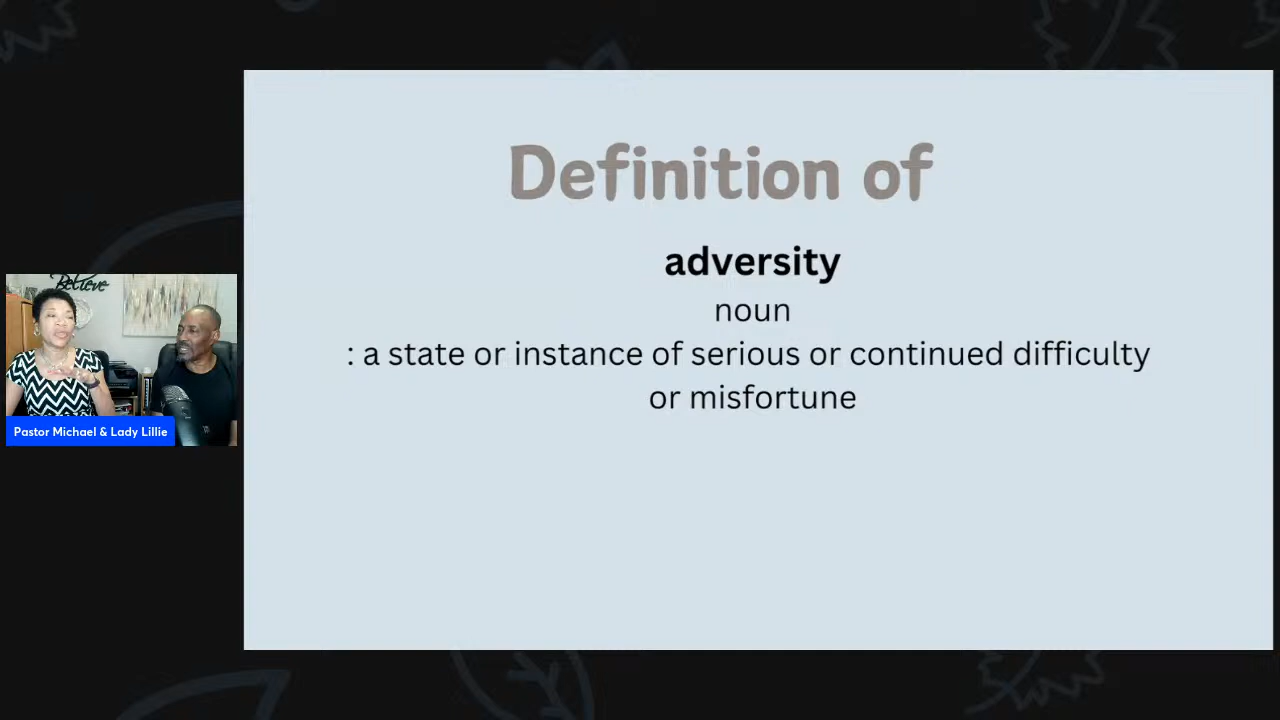 Definition of
adversity
noun
: a state or instance of serious or continued difficulty
or misfortune
Believe
Pastor Michael & Lady Lillie